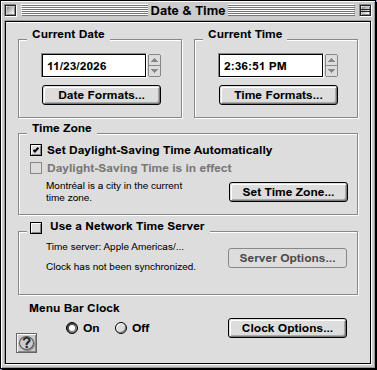 Date & Time
Current Date
Current Time
11/23/2026
2:36:51 PM
Date Formats...
Time Formats...
Time Zone
Set Daylight-Saving Time Automatically
Daylight-Saving Time is in effect
Montréal is a city in the current
time zone.
Set Time Zone...
Use a Network Time Server
Time server: Apple Americas/...
Clock has not been synchronized.
Server Options...
Menu Bar Clock
On
Off
Clock Options...
?